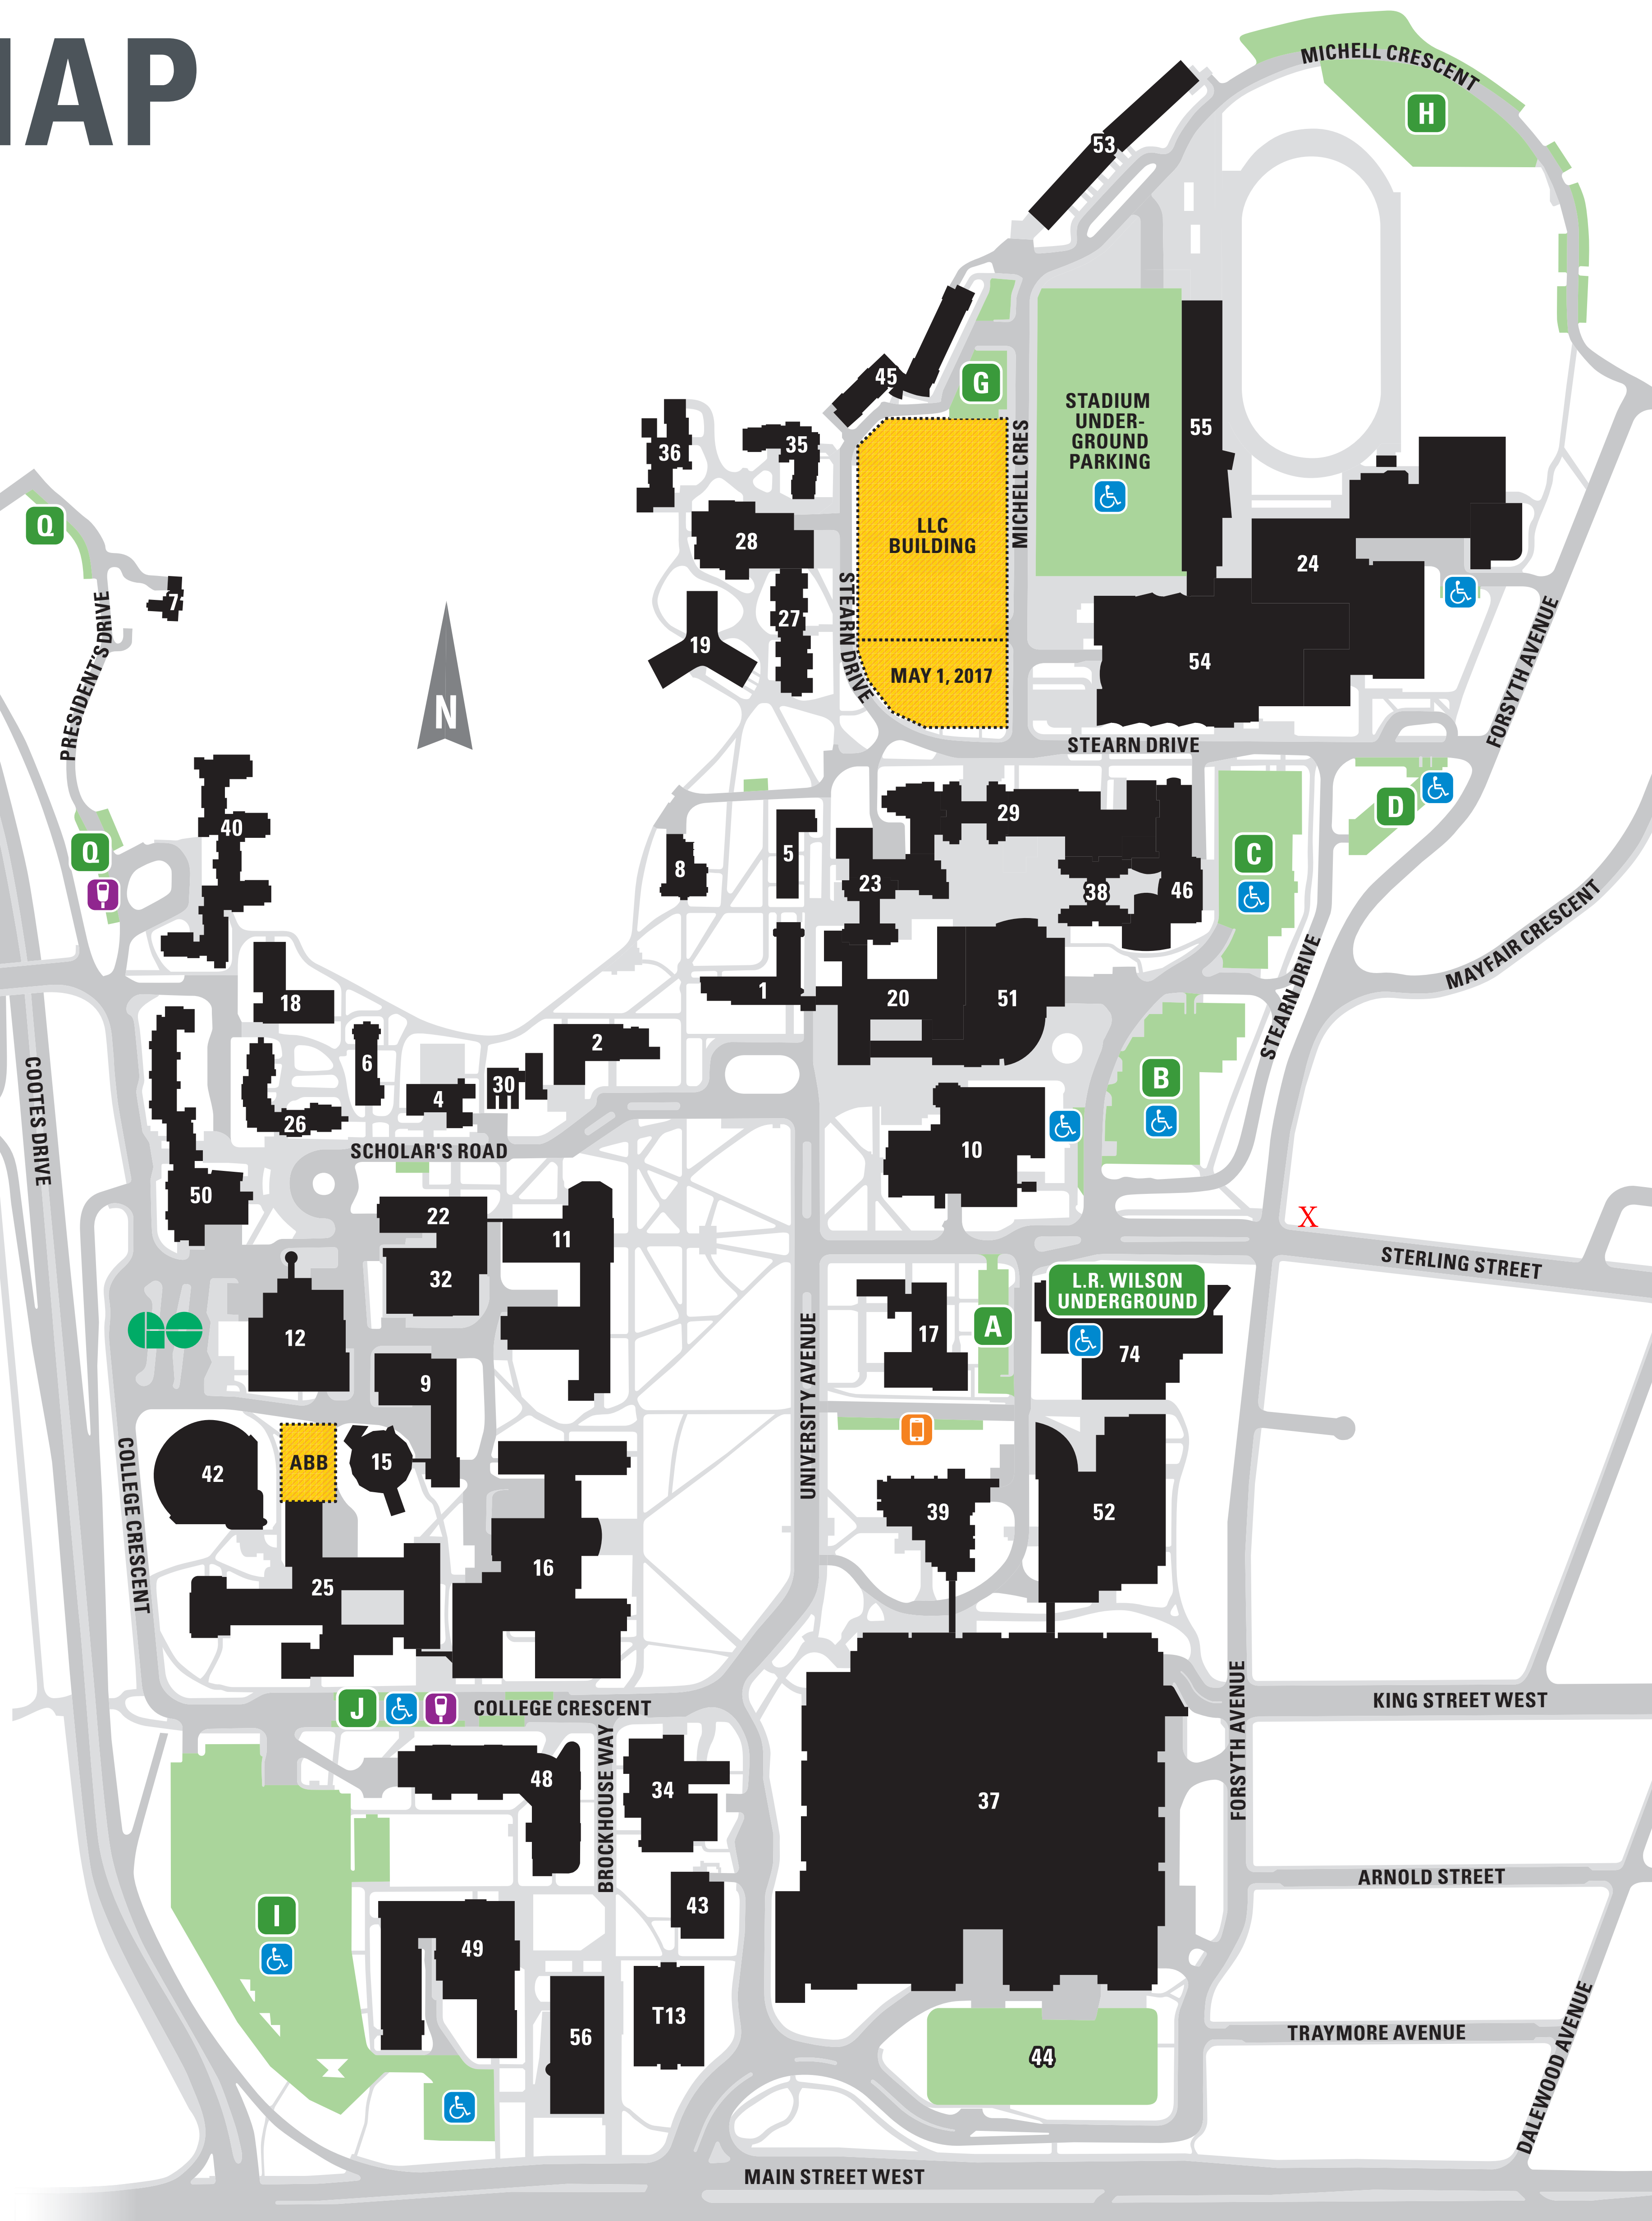 MAP
MICHELL CRESCENT
H
53
45
G
STADIUM
UNDER-
GROUND
PARKING
55
36
35
MICHELL CRES
Q
28
LLC
BUILDING
24
7
27
STEARN DRIVE
19
54
MAY 1, 2017
PRESIDENT'S DRIVE
N
FORSYTH AVENUE
STEARN DRIVE
40
29
D
Q
8
5
23
38
46
C
MAYFAIR CRESCENT
18
1
20
51
STEARN DRIVE
6
2
COOTES DRIVE
30
4
26
B
SCHOLAR'S ROAD
10
50
22
11
X
STERLING STREET
32
L.R. WILSON
UNDERGROUND
12
17
A
74
9
UNIVERSITY AVENUE
42
ABB
15
COLLEGE CRESCENT
39
52
16
25
J
COLLEGE CRESCENT
KING STREET WEST
FORSYTH AVENUE
48
34
BROCKHOUSE WAY
37
ARNOLD STREET
43
I
49
T13
56
TRAYMORE AVENUE
44
DALEWOOD AVENUE
MAIN STREET WEST